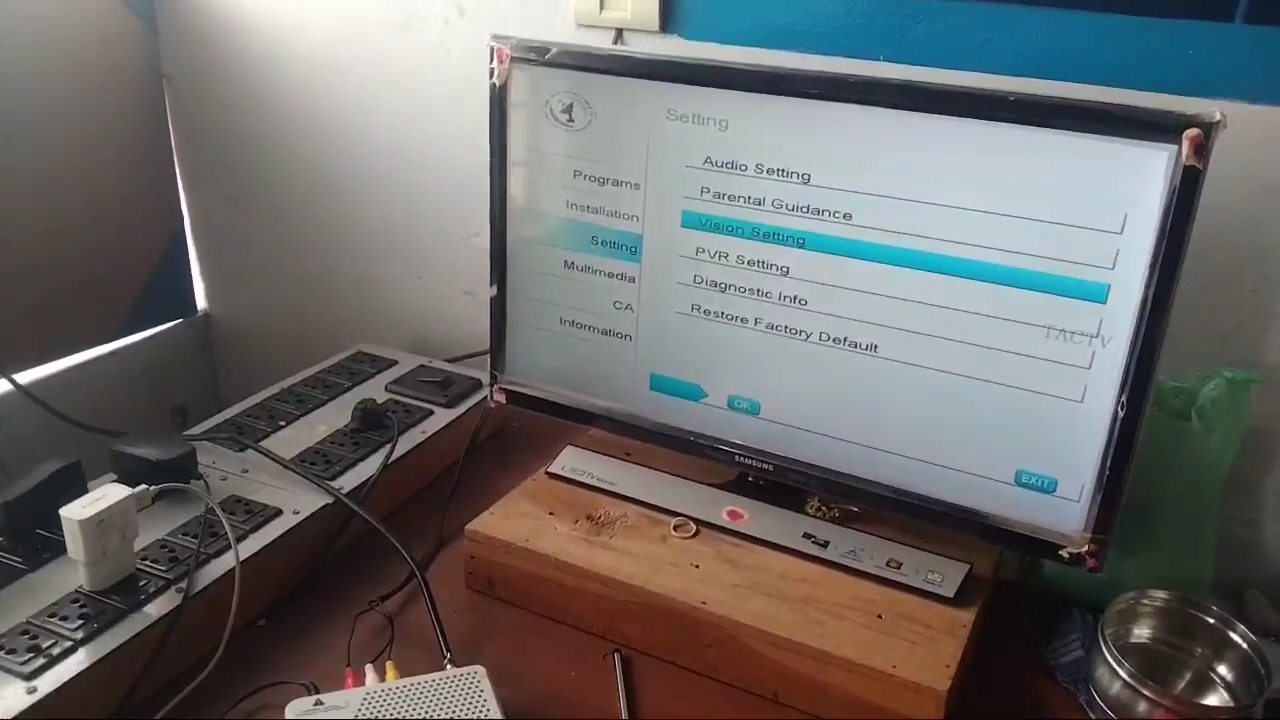 Setting
Programs
Installation
Setting
Multimedia
CA
Information
Audio Setting
Parental Guidance
Vision Setting
PVR Setting
Diagnostic Info
Restore Factory Default
TACTV
OK
EXIT
SAMSUNG